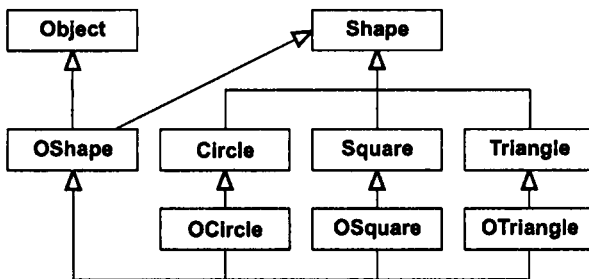 Object Shape
OShape Circle Square Triangle
OCircle OSquare OTriangle